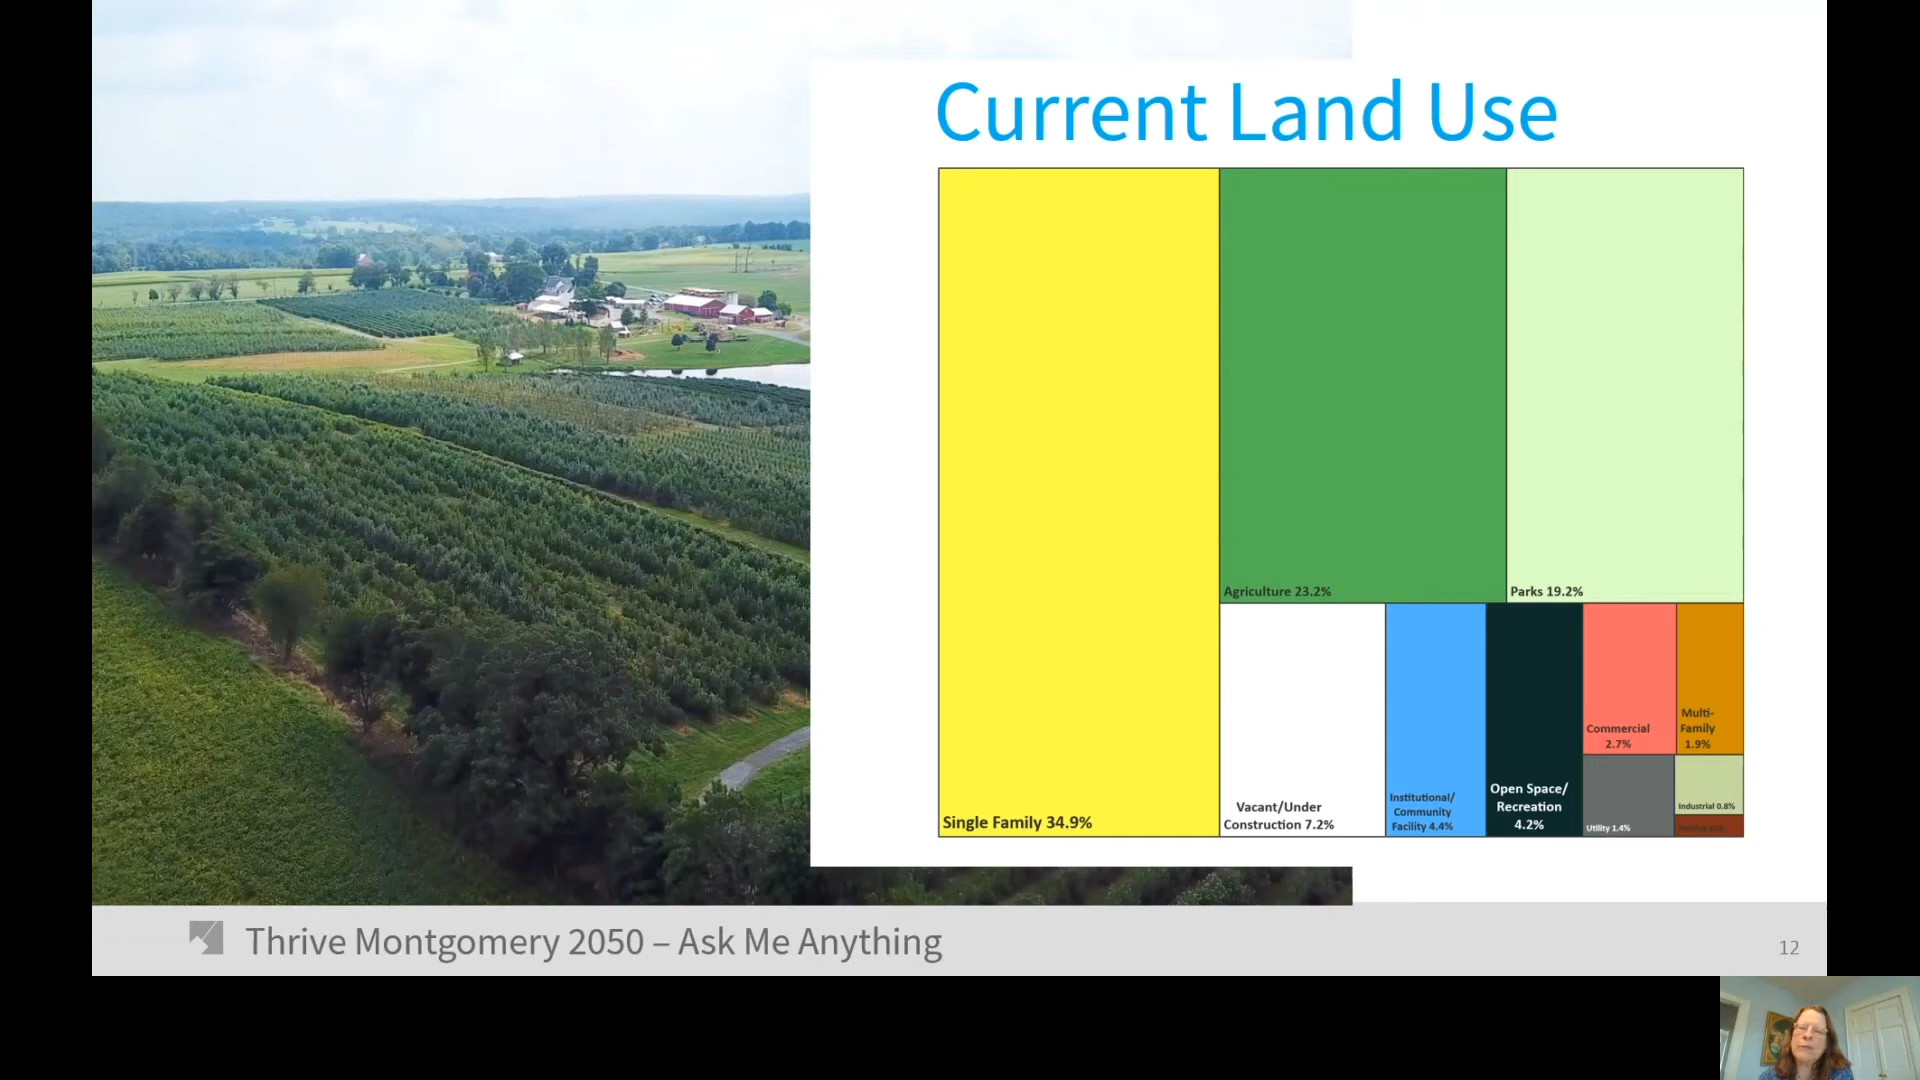 Current Land Use
Agriculture 23.2%
Parks 19.2%
Single Family 34.9%
Vacant/Under
Construction 7.2%
Institutional/
Community
Facility 4.4%
Open Space/
Recreation
4.2%
Commercial
2.7%
Multi-
Family
1.9%
Utility 1.4%
Industrial 0.8%
Thrive Montgomery 2050 – Ask Me Anything
12